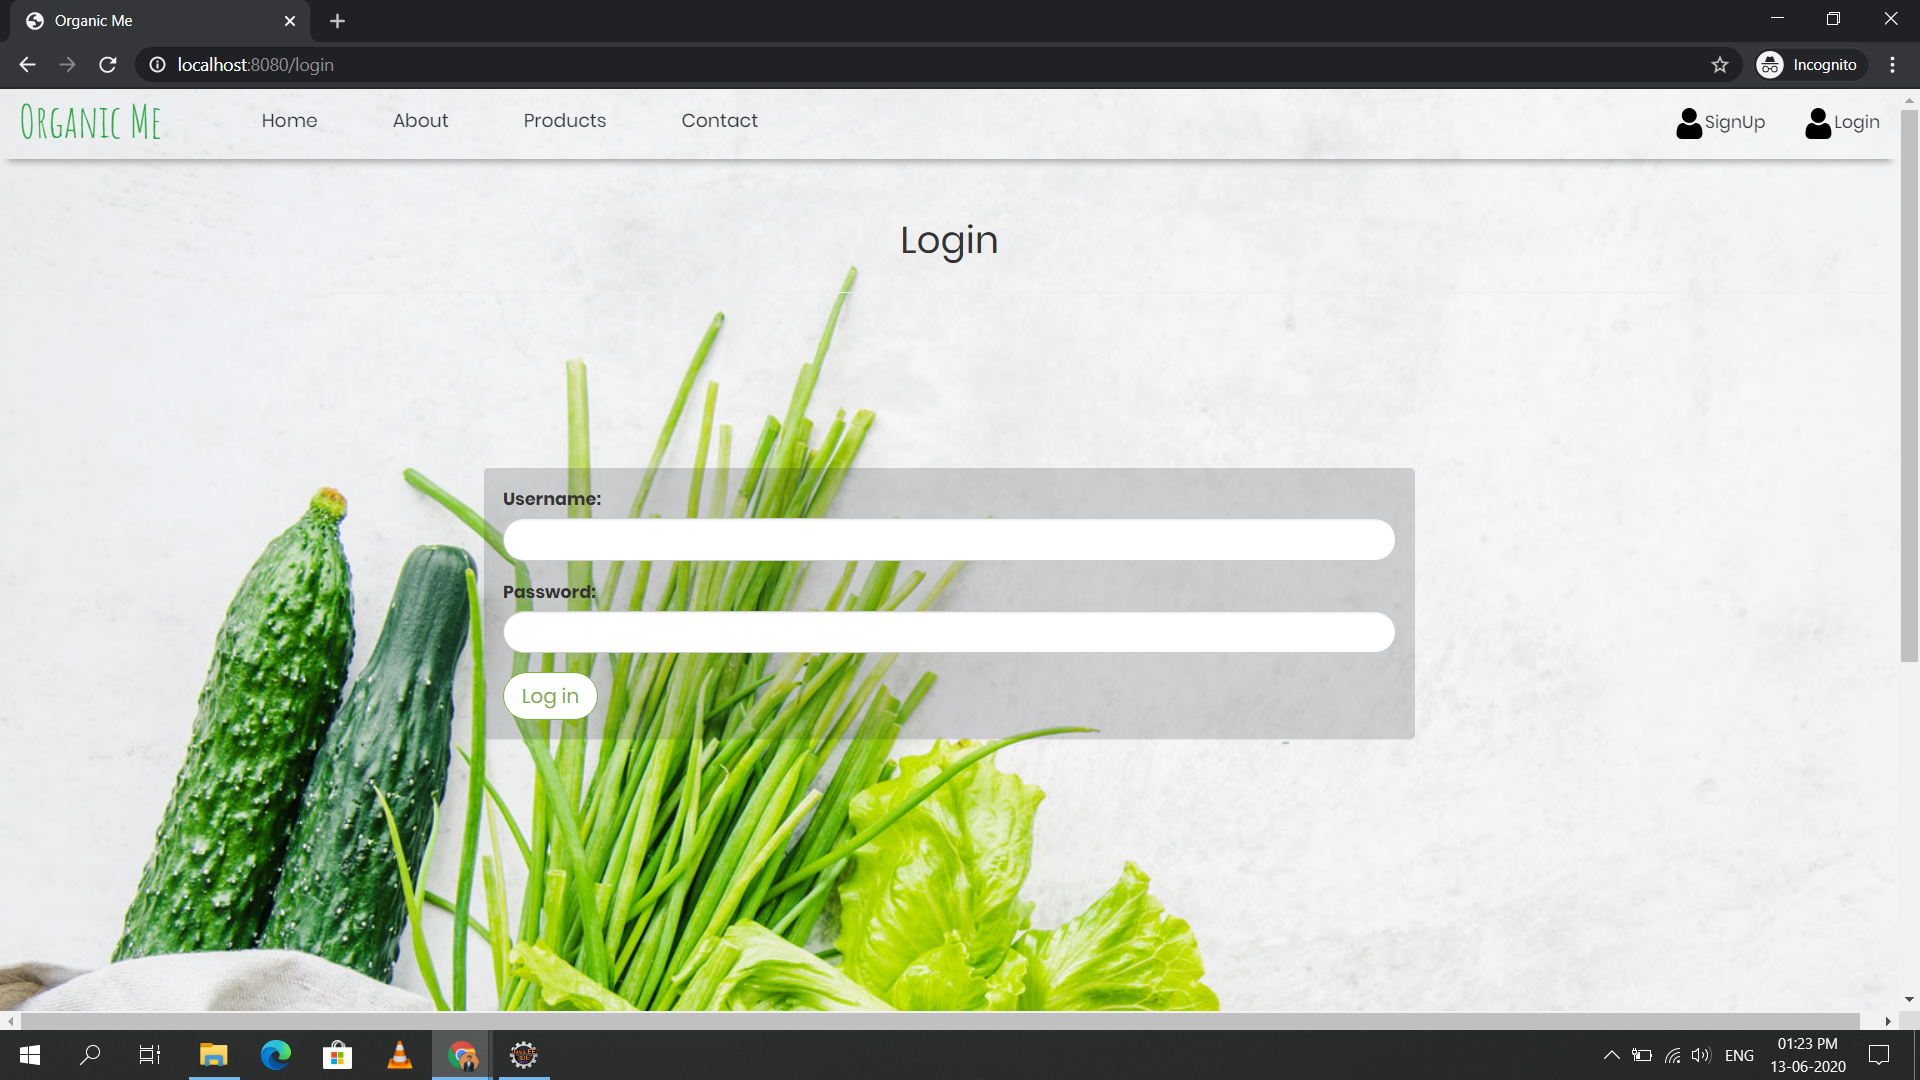 Organic Me
localhost:8080/login
Incognito
Organic Me
Home
About
Products
Contact
SignUp
Login
Login
Username:
Password:
Log in
ENG
01:23 PM
13-06-2020